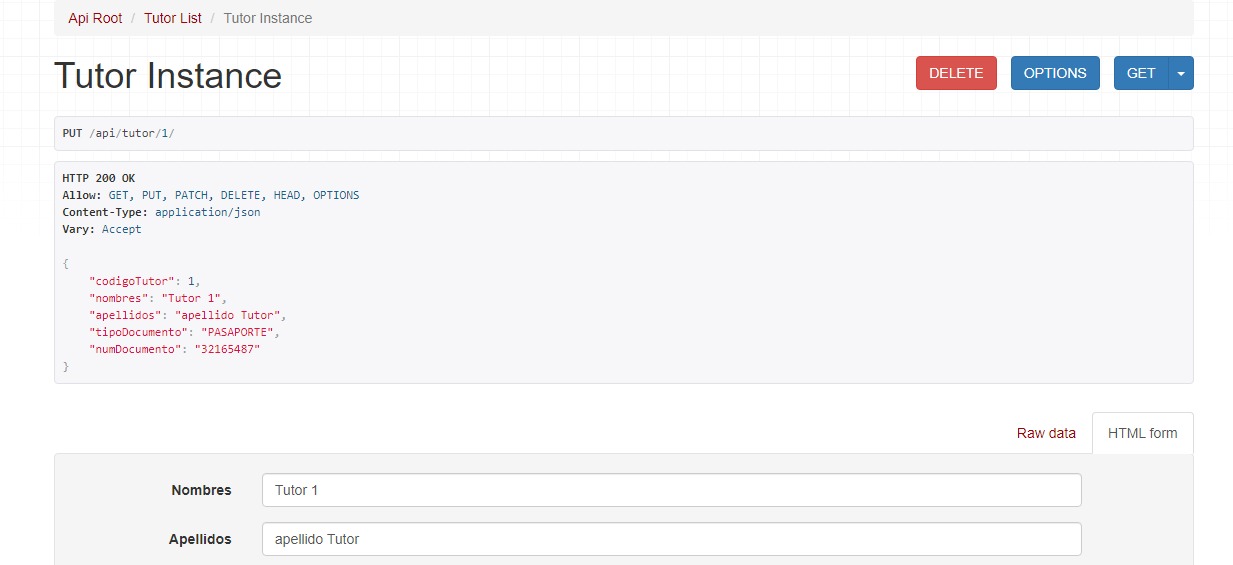 Api Root / Tutor List / Tutor Instance
Tutor Instance
DELETE OPTIONS GET
PUT /api/tutor/1/
HTTP 200 OK
Allow: GET, PUT, PATCH, DELETE, HEAD, OPTIONS
Content-Type: application/json
Vary: Accept
{
"codigoTutor": 1,
"nombres": "Tutor 1",
"apellidos": "apellido Tutor",
"tipoDocumento": "PASAPORTE",
"numDocumento": "32165487"
}
Raw data HTML form
Nombres Tutor 1
Apellidos apellido Tutor